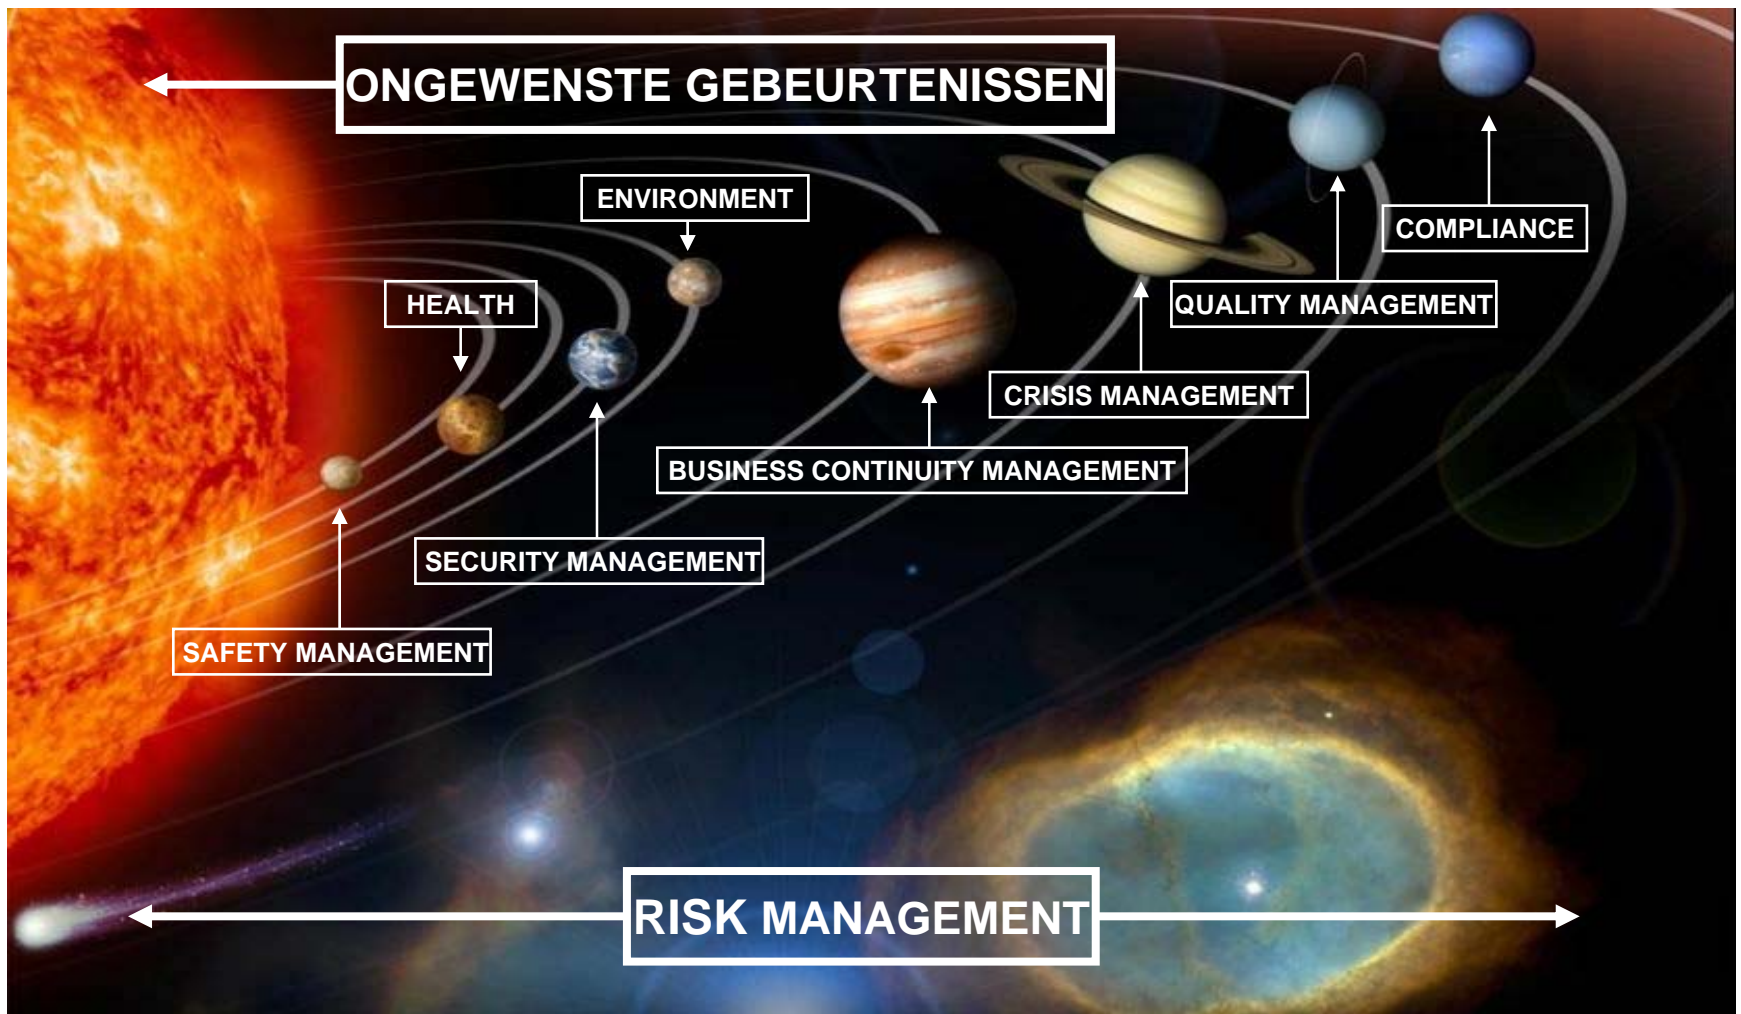 ONGEWENSTE GEBEURTENISSEN
ENVIRONMENT
COMPLIANCE
HEALTH
QUALITY MANAGEMENT
CRISIS MANAGEMENT
BUSINESS CONTINUITY MANAGEMENT
SECURITY MANAGEMENT
SAFETY MANAGEMENT
RISK MANAGEMENT